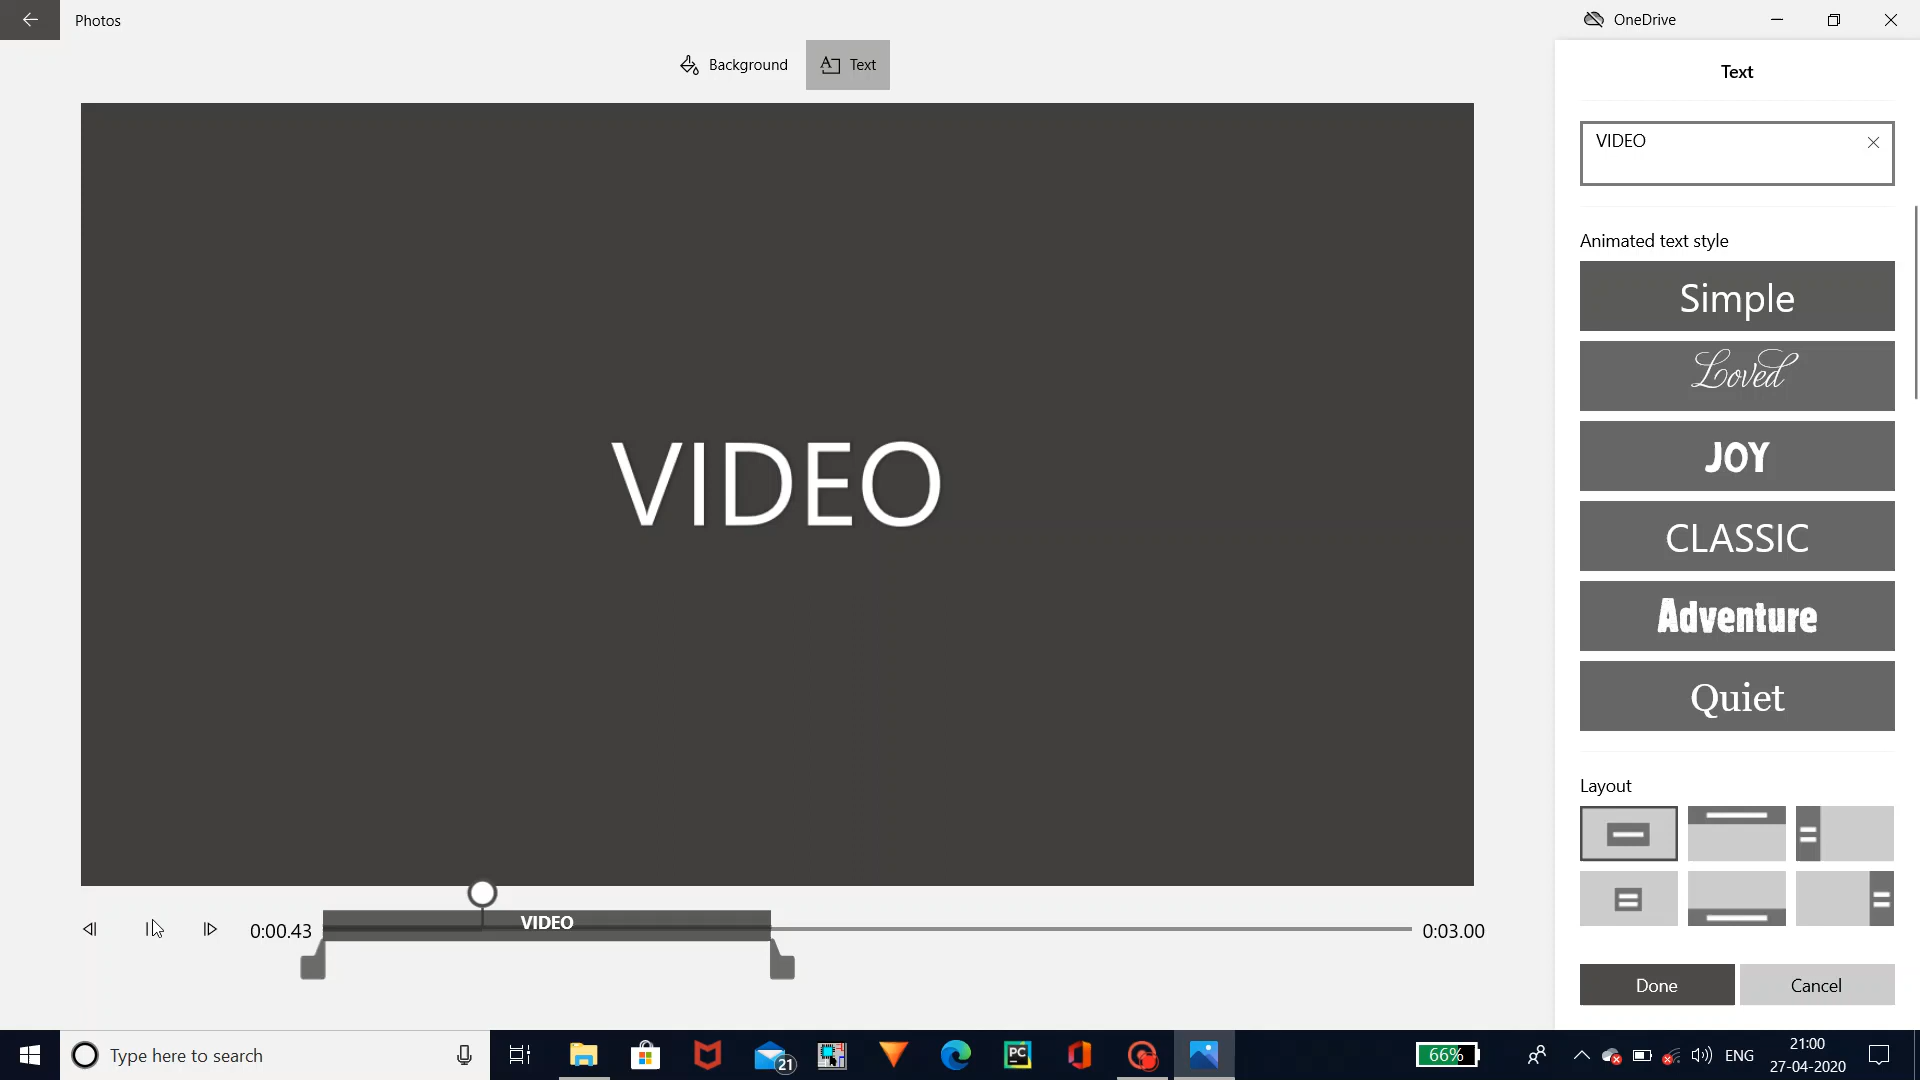 Photos
OneDrive
Background
Text
Text
VIDEO
Animated text style
Simple
Loved
JOY
CLASSIC
Adventure
Quiet
Layout
VIDEO
0:00.43
VIDEO
0:03.00
Done
Cancel
Type here to search
21
PC
66%
ENG
21:00
27-04-2020